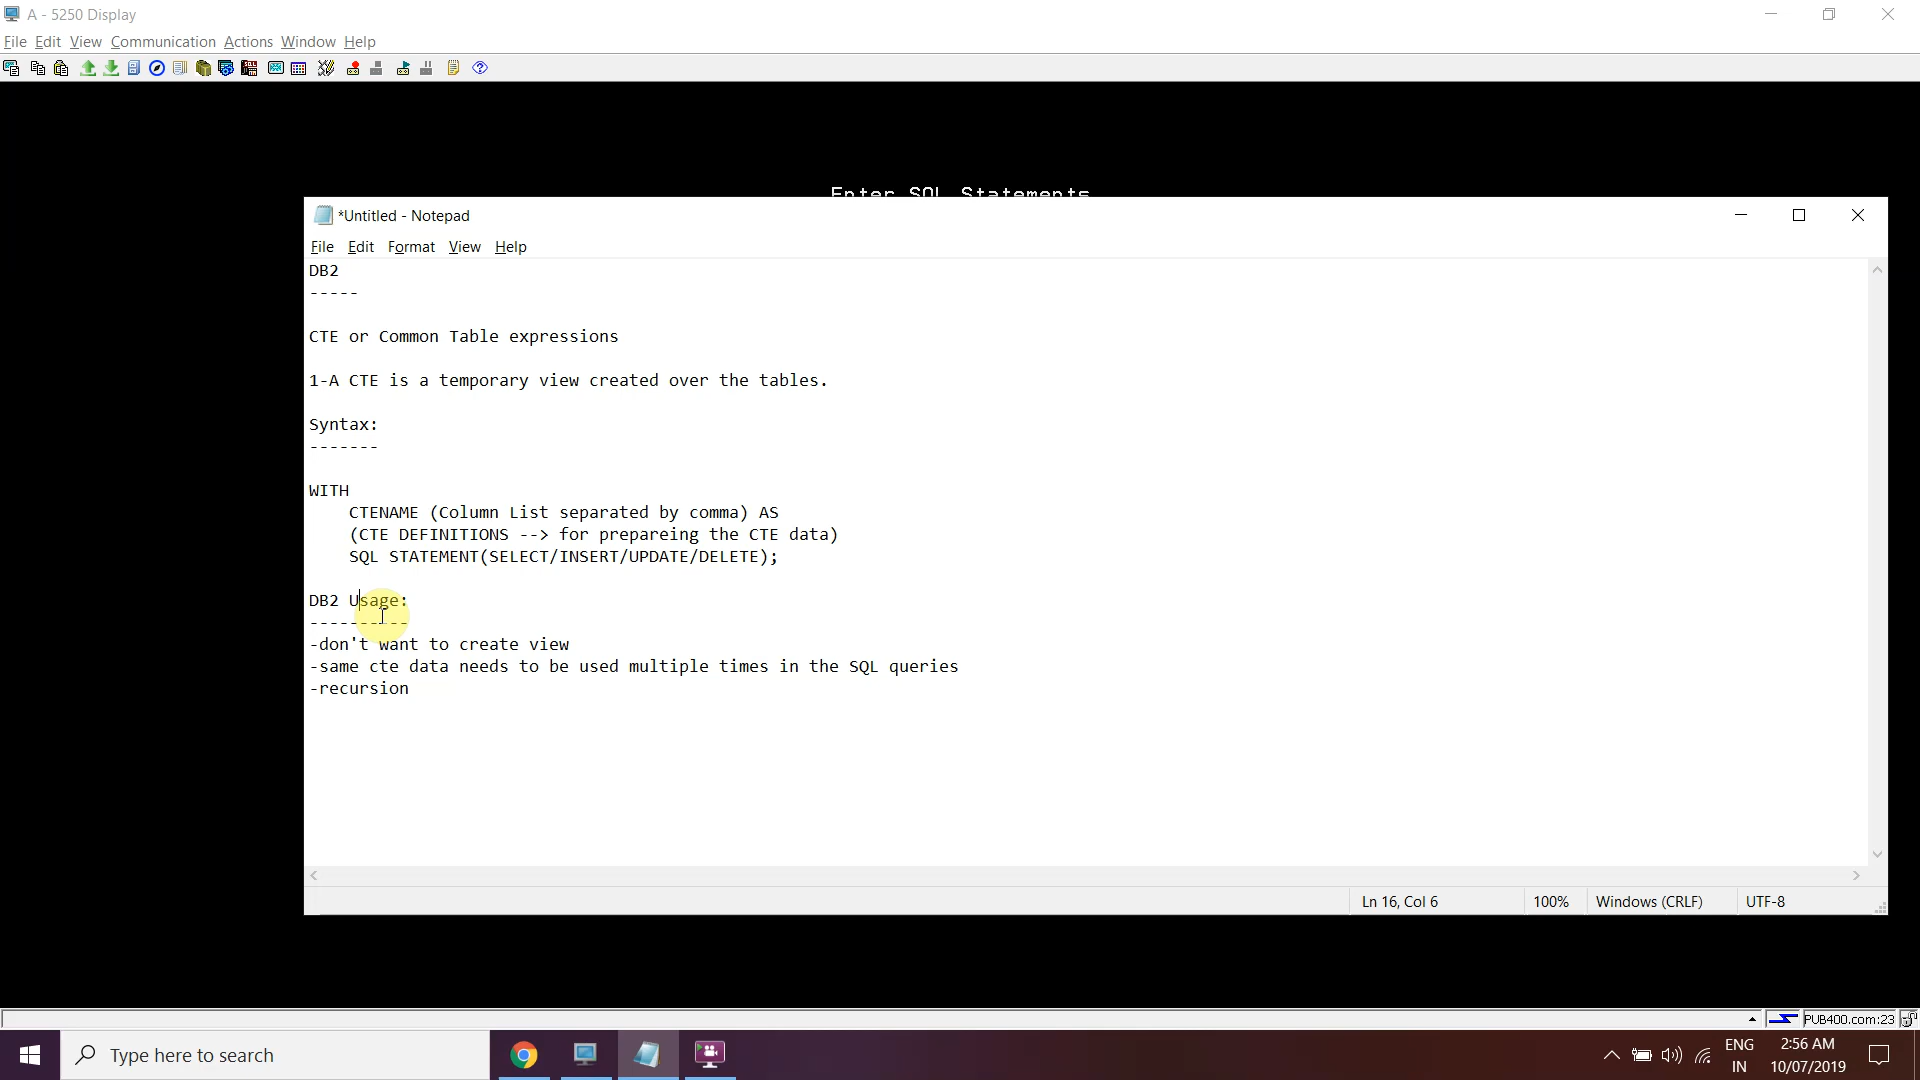 A - 5250 Display
File Edit View Communication Actions Window Help
Enter SQL Statements
*Untitled - Notepad
File Edit Format View Help
DB2
-----
CTE or Common Table expressions
1-A CTE is a temporary view created over the tables.
Syntax:
-------
WITH
CTENAME (Column List separated by comma) AS
(CTE DEFINITIONS --> for prepareing the CTE data)
SQL STATEMENT(SELECT/INSERT/UPDATE/DELETE);
DB2 Usage:
----------
-don't want to create view
-same cte data needs to be used multiple times in the SQL queries
-recursion
Ln 16, Col 6 100% Windows (CRLF) UTF-8
PUB400.com:23
Type here to search
ENG
IN
2:56 AM
10/07/2019